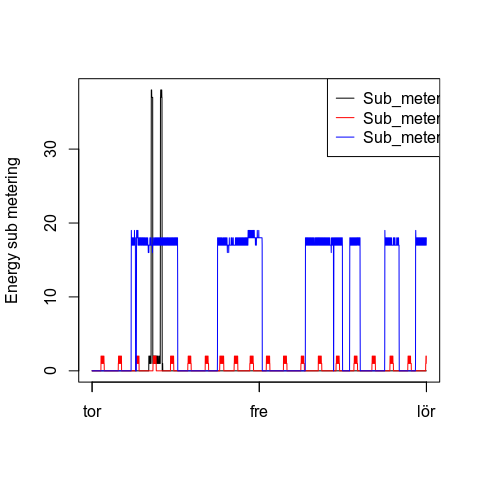 Energy sub metering
30
20
10
0
Sub_meter
Sub_meter
Sub_meter
tor fre lör